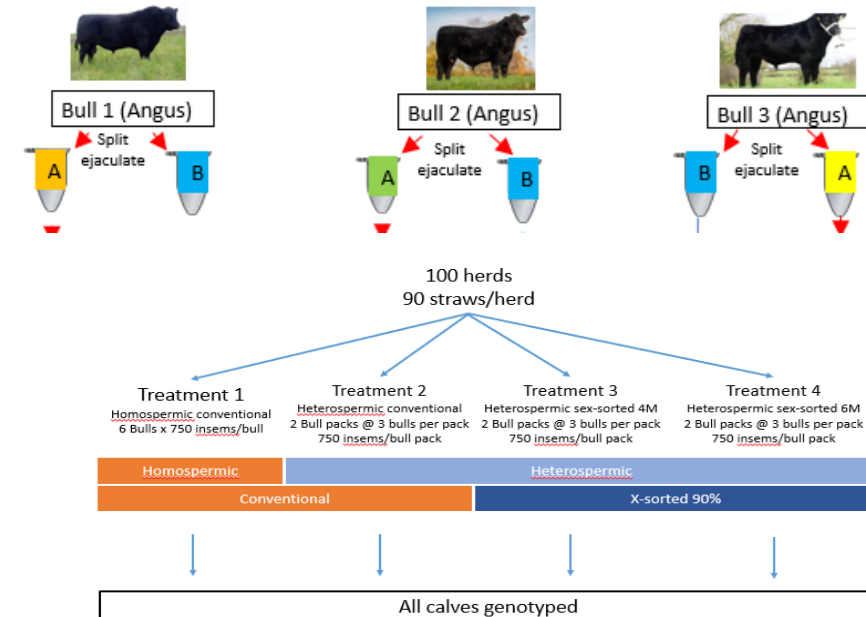 Bull 1 (Angus)
Bull 2 (Angus)
Bull 3 (Angus)
Split
ejaculate
Split
ejaculate
Split
ejaculate
A
B
A
B
B
A
100 herds
90 straws/herd
Treatment 1
Homospermic conventional
6 Bulls x 750 insems/bull
Treatment 2
Heterospermic conventional
2 Bull packs @ 3 bulls per pack
750 insems/bull pack
Treatment 3
Heterospermic sex-sorted 4M
2 Bull packs @ 3 bulls per pack
750 insems/bull pack
Treatment 4
Heterospermic sex-sorted 6M
2 Bull packs @ 3 bulls per pack
750 insems/bull pack
Homospermic
Heterospermic
Conventional
X-sorted 90%
All calves genotyped